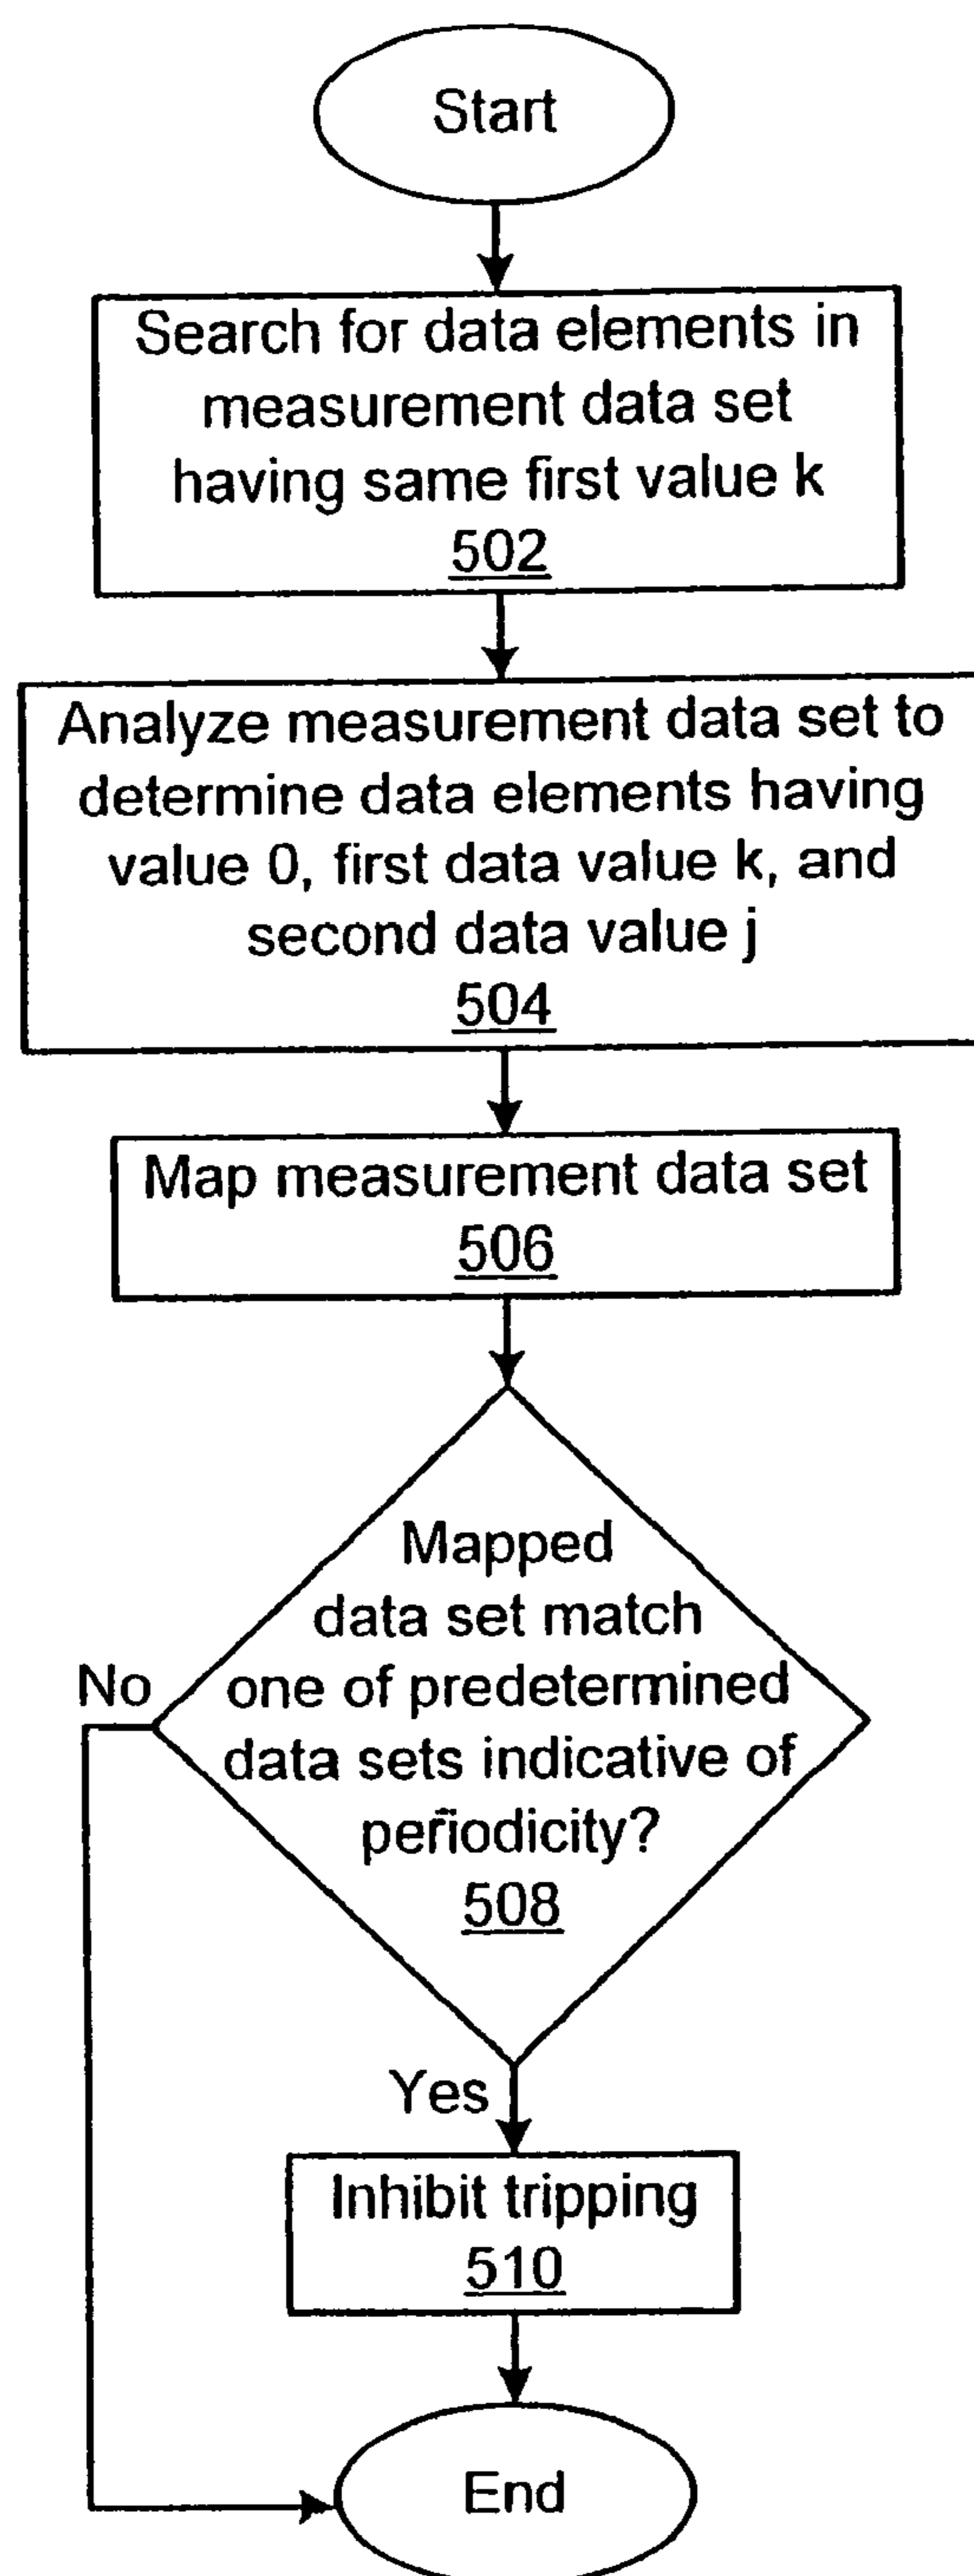 Start
Search for data elements in
measurement data set
having same first value k
502
Analyze measurement data set to
determine data elements having
value 0, first data value k, and
second data value j
504
Map measurement data set
506
Mapped
data set match
one of predetermined
data sets indicative of
periodicity?
508
No
Yes
Inhibit tripping
510
End